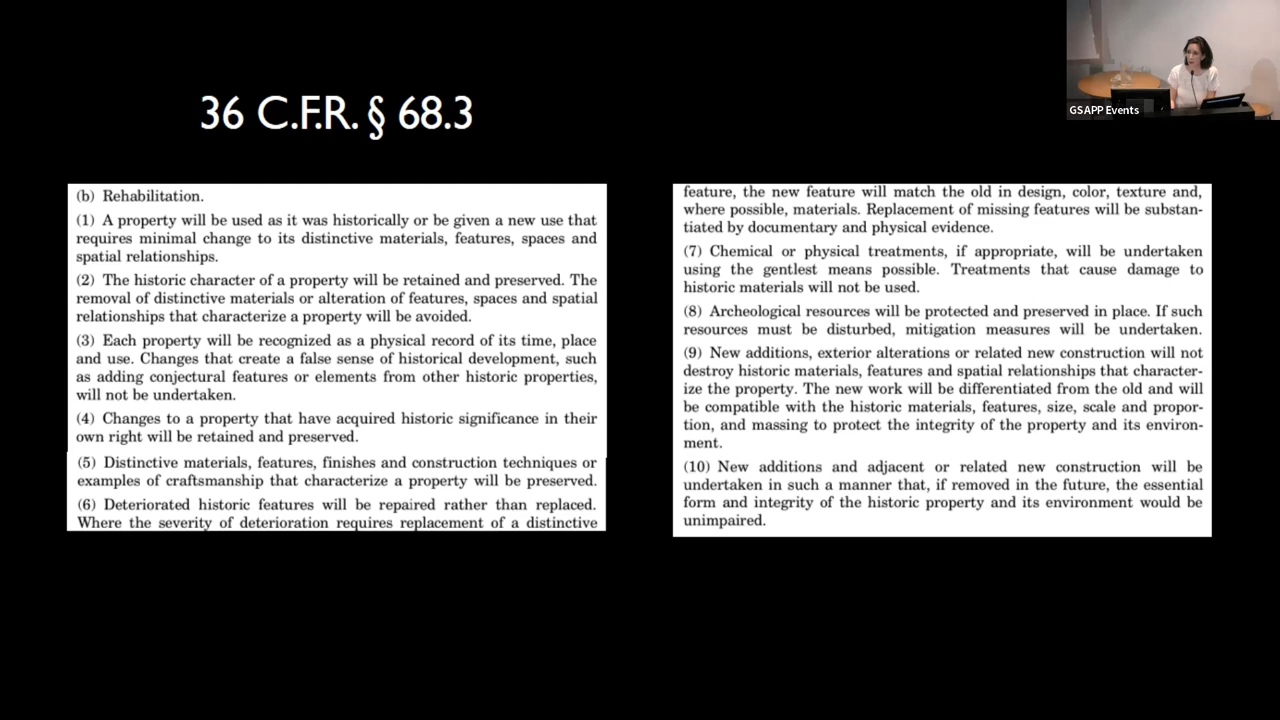 36 C.F.R. § 68.3
(b) Rehabilitation.
(1) A property will be used as it was historically or be given a new use that
requires minimal change to its distinctive materials, features, spaces and
spatial relationships.
(2) The historic character of a property will be retained and preserved. The
removal of distinctive materials or alteration of features, spaces and spatial
relationships that characterize a property will be avoided.
(3) Each property will be recognized as a physical record of its time, place
and use. Changes that create a false sense of historical development, such
as adding conjectural features or elements from other historic properties,
will not be undertaken.
(4) Changes to a property that have acquired historic significance in their
own right will be retained and preserved.
(5) Distinctive materials, features, finishes and construction techniques or
examples of craftsmanship that characterize a property will be preserved.
(6) Deteriorated historic features will be repaired rather than replaced.
Where the severity of deterioration requires replacement of a distinctive
feature, the new feature will match the old in design, color, texture and,
where possible, materials. Replacement of missing features will be substan-
tiated by documentary and physical evidence.
(7) Chemical or physical treatments, if appropriate, will be undertaken
using the gentlest means possible. Treatments that cause damage to
historic materials will not be used.
(8) Archeological resources will be protected and preserved in place. If such
resources must be disturbed, mitigation measures will be undertaken.
(9) New additions, exterior alterations or related new construction will not
destroy historic materials, features and spatial relationships that character-
ize the property. The new work will be differentiated from the old and will
be compatible with the historic materials, features, size, scale and propor-
tion, and massing to protect the integrity of the property and its environ-
ment.
(10) New additions and adjacent or related new construction will be
undertaken in such a manner that, if removed in the future, the essential
form and integrity of the historic property and its environment would be
unimpaired.
GSAPP Events